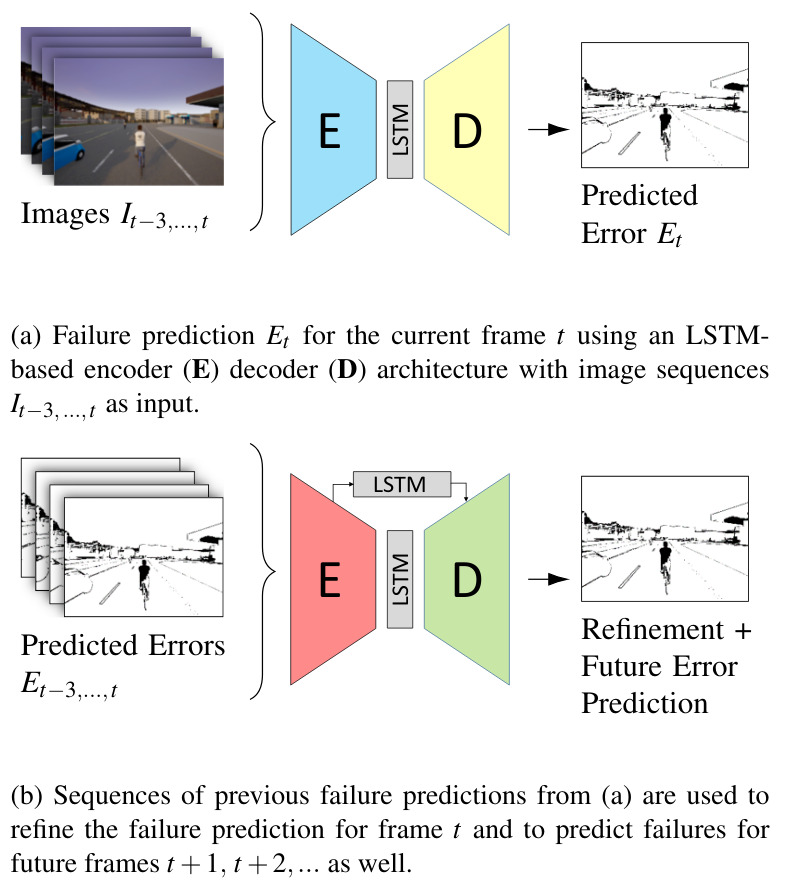 E
LSTM
D
Images I_{t−3,...,t}
Predicted
Error E_t
(a) Failure prediction E_t for the current frame t using an LSTM-
based encoder (E) decoder (D) architecture with image sequences
I_{t−3,...,t} as input.
LSTM
E
LSTM
D
Predicted Errors
E_{t−3,...,t}
Refinement +
Future Error
Prediction
(b) Sequences of previous failure predictions from (a) are used to
refine the failure prediction for frame t and to predict failures for
future frames t + 1, t + 2, ... as well.